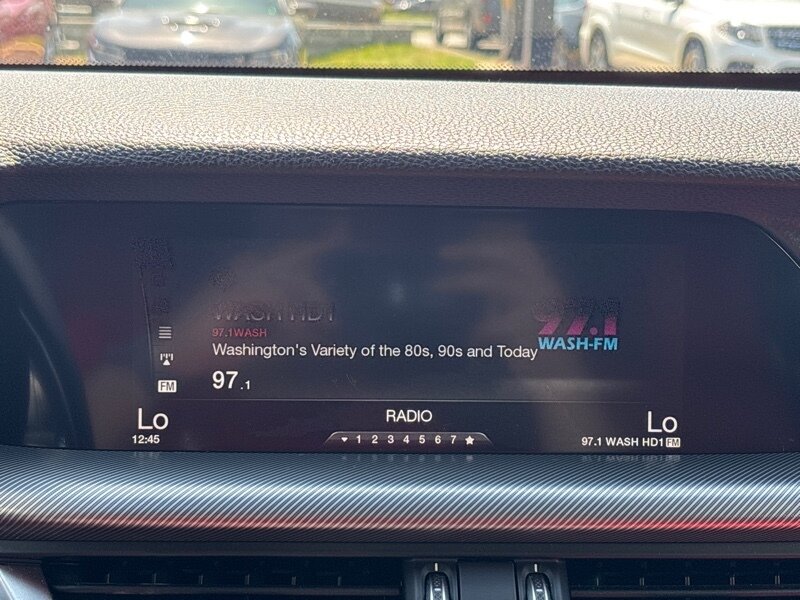 WASH HD1
97.1WASH
97.1
WASH-FM
Washington's Variety of the 80s, 90s and Today
FM
97.1
Lo
RADIO
Lo
12:45
1 2 3 4 5 6 7
97.1 WASH HD1 FM